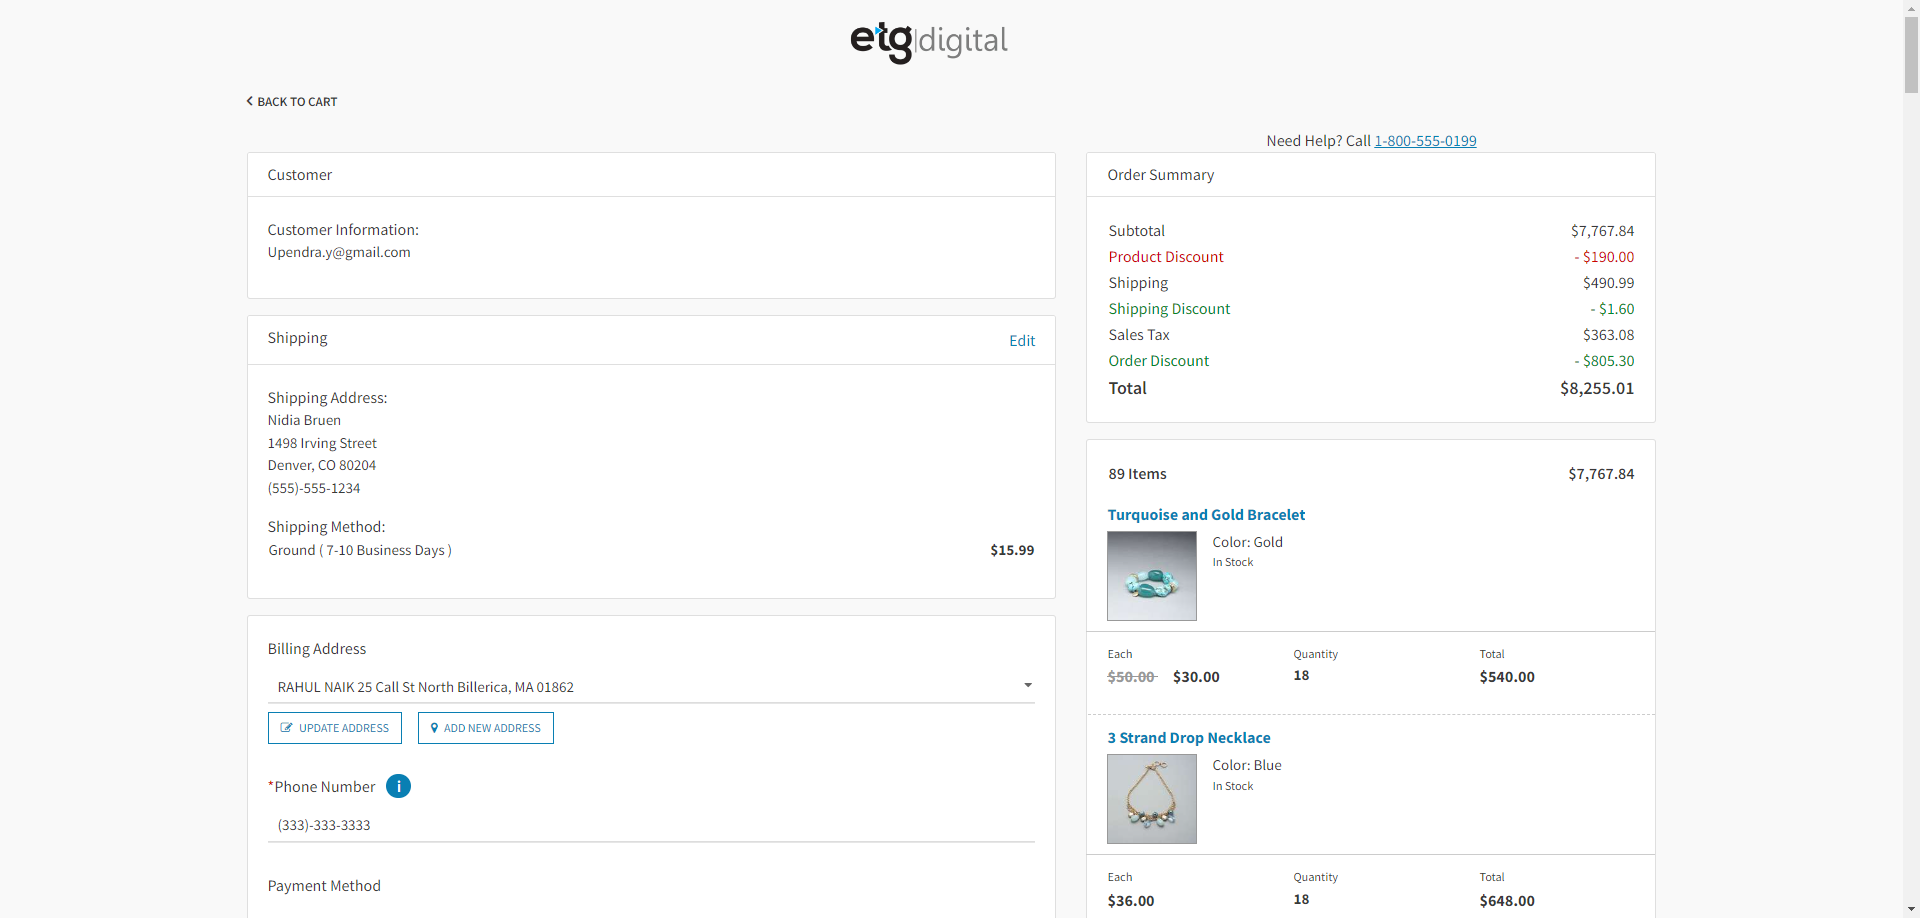 etg|digital
BACK TO CART
Need Help? Call 1-800-555-0199
Customer
Customer Information:
Upendra.y@gmail.com
Shipping
Edit
Shipping Address:
Nidia Bruen
1498 Irving Street
Denver, CO 80204
(555)-555-1234
Shipping Method:
Ground ( 7-10 Business Days ) $15.99
Billing Address
RAHUL NAIK 25 Call St North Billerica, MA 01862
UPDATE ADDRESS ADD NEW ADDRESS
*Phone Number i
(333)-333-3333
Payment Method
Order Summary
Subtotal $7,767.84
Product Discount - $190.00
Shipping $490.99
Shipping Discount - $1.60
Sales Tax $363.08
Order Discount - $805.30
Total $8,255.01
89 Items $7,767.84
Turquoise and Gold Bracelet
Color: Gold
In Stock
Each Quantity Total
$50.00 $30.00 18 $540.00
3 Strand Drop Necklace
Color: Blue
In Stock
Each Quantity Total
$36.00 18 $648.00